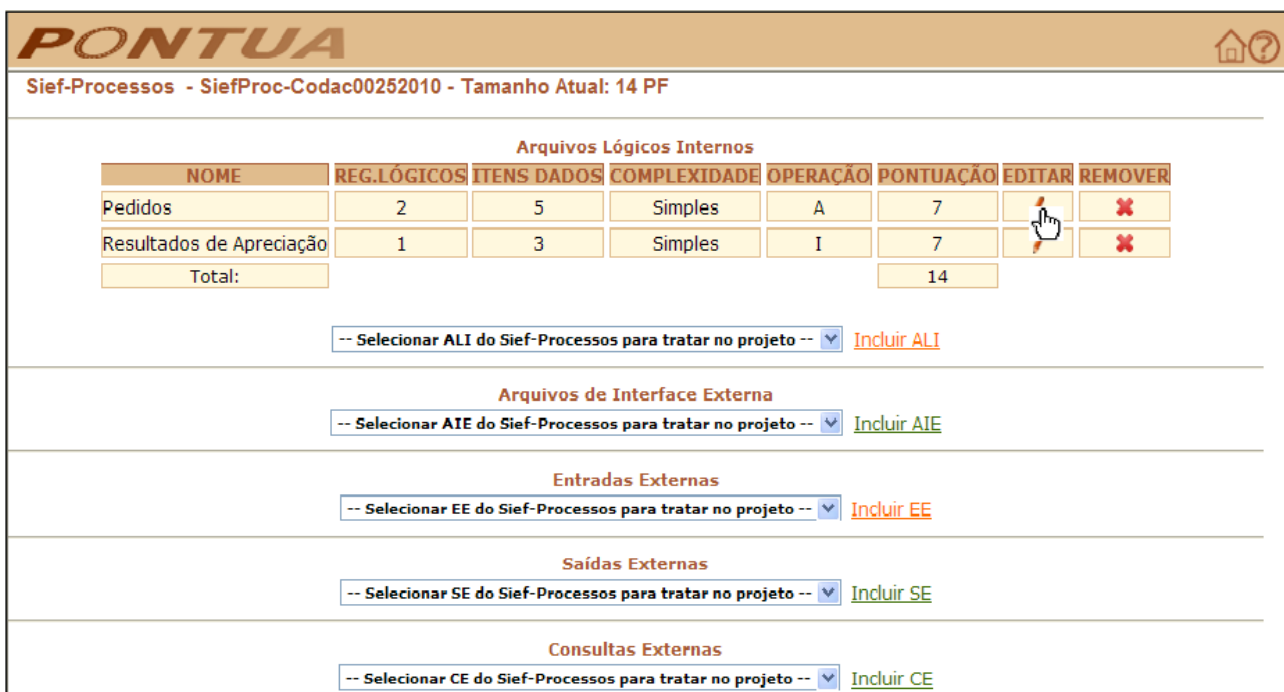 PONTUA
Sief-Processos - SiefProc-Codac00252010 - Tamanho Atual: 14 PF
Arquivos Lógicos Internos
NOME REG.LÓGICOS ITENS DADOS COMPLEXIDADE OPERAÇÃO PONTUAÇÃO EDITAR REMOVER
Pedidos 2 5 Simples A 7
Resultados de Apreciação 1 3 Simples I 7
Total: 14
-- Selecionar ALI do Sief-Processos para tratar no projeto -- Incluir ALI
Arquivos de Interface Externa
-- Selecionar AIE do Sief-Processos para tratar no projeto -- Incluir AIE
Entradas Externas
-- Selecionar EE do Sief-Processos para tratar no projeto -- Incluir EE
Saídas Externas
-- Selecionar SE do Sief-Processos para tratar no projeto -- Incluir SE
Consultas Externas
-- Selecionar CE do Sief-Processos para tratar no projeto -- Incluir CE